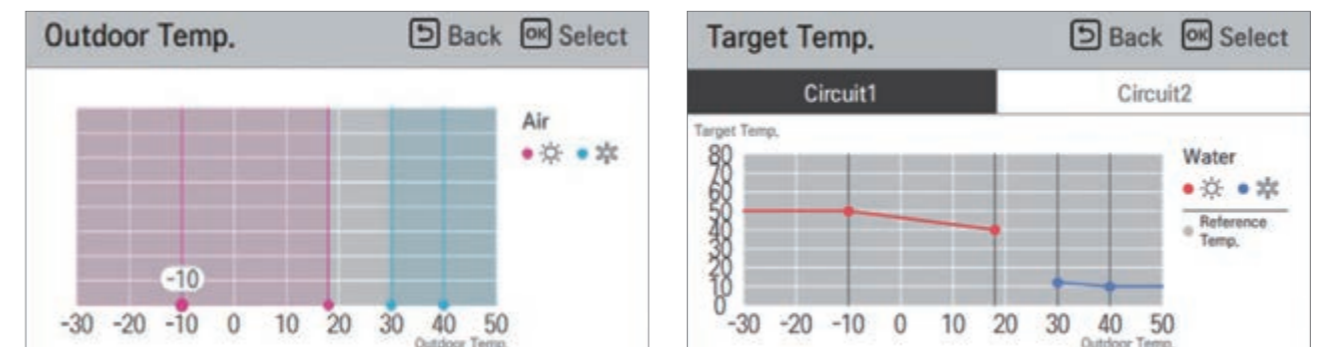 Outdoor Temp. Back OK Select
Air
-10
-30 -20 -10 0 10 20 30 40 50
Outdoor Temp.
Target Temp. Back OK Select
Circuit1 Circuit2
Target Temp.
80
70
60
50
40
30
20
10
0
Water
Reference
Temp.
-30 -20 -10 0 10 20 30 40 50
Outdoor Temp.